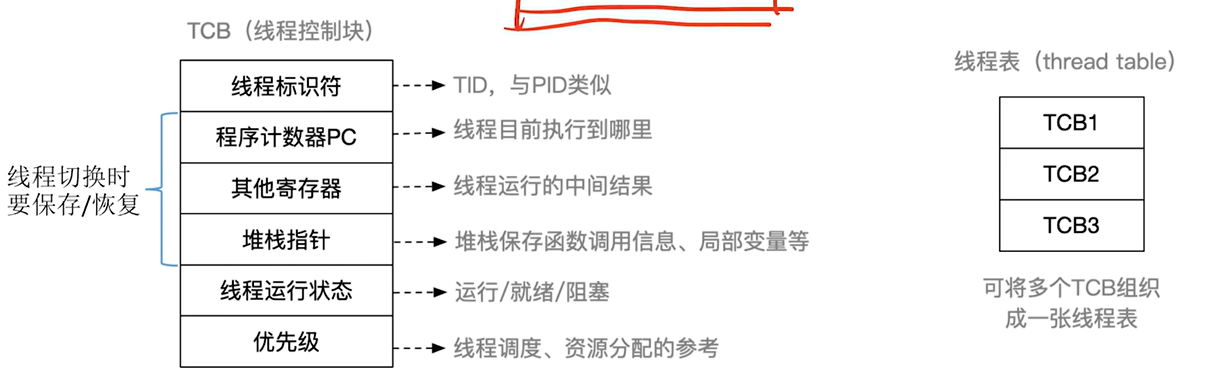 TCB（线程控制块）
线程标识符
TID，与PID类似
程序计数器PC
线程目前执行到哪里
线程切换时
要保存/恢复
其他寄存器
线程运行的中间结果
堆栈指针
堆栈保存函数调用信息、局部变量等
线程运行状态
运行/就绪/阻塞
优先级
线程调度、资源分配的参考
线程表（thread table）
TCB1
TCB2
TCB3
可将多个TCB组织
成一张线程表